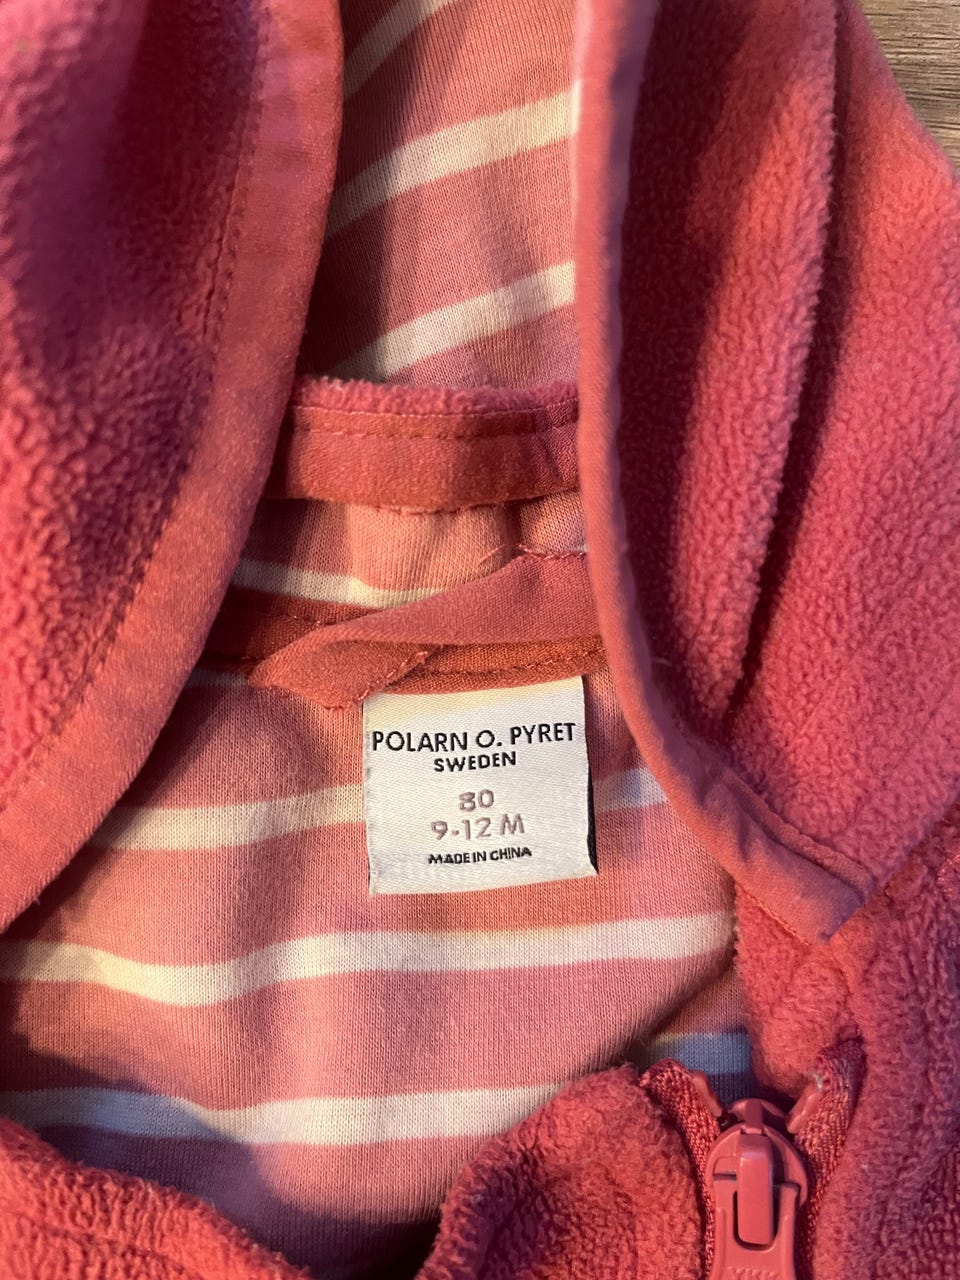 POLARN O. PYRET
SWEDEN
80
9-12 M
MADE IN CHINA